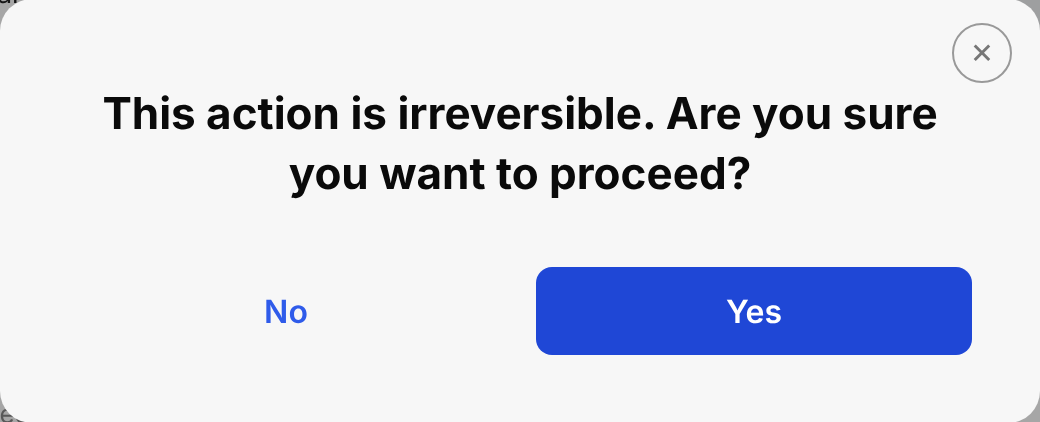 This action is irreversible. Are you sure
you want to proceed?
No
Yes